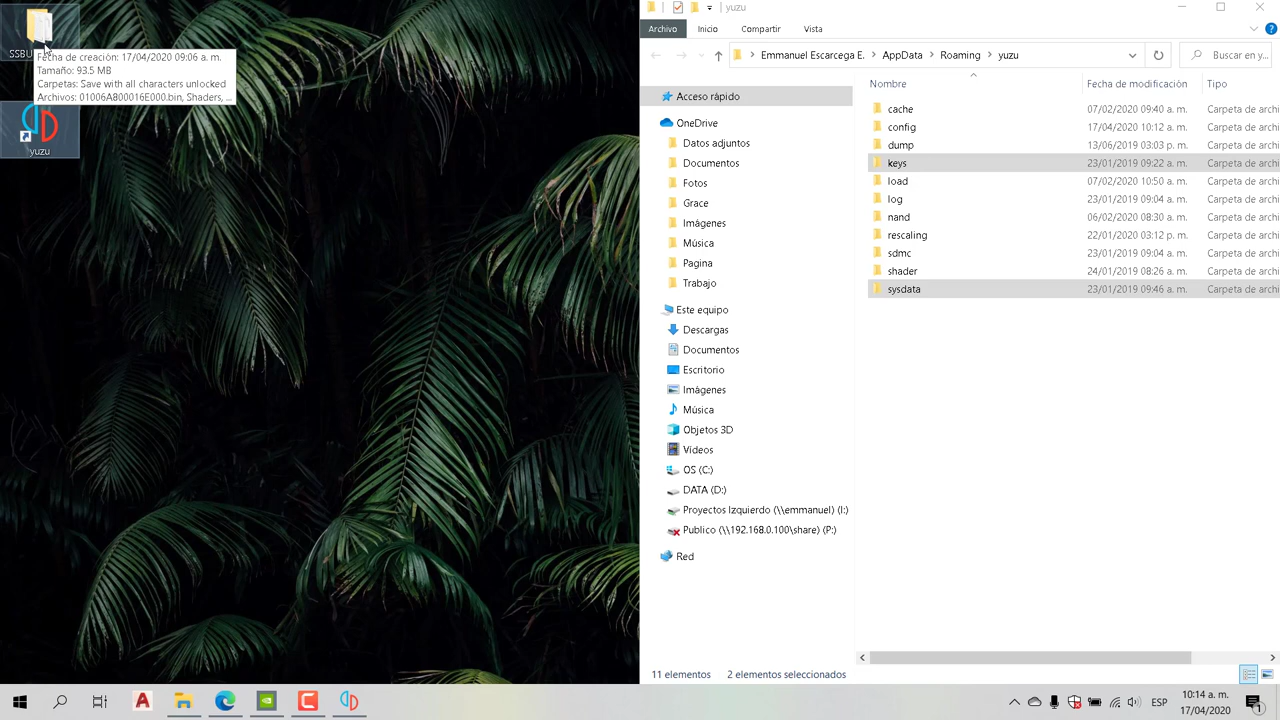 SSBU
Fecha de creación: 17/04/2020 09:06 a. m.
Tamaño: 93.5 MB
Carpetas: Save with all characters unlocked
Archivos: 01006A800016E000.bin, Shaders, ...
yuzu
yuzu
Archivo Inicio Compartir Vista
Emmanuel Escarcega E. > AppData > Roaming > yuzu
Buscar en y...
Acceso rápido
OneDrive
Datos adjuntos
Documentos
Fotos
Grace
Imágenes
Música
Pagina
Trabajo
Este equipo
Descargas
Documentos
Escritorio
Imágenes
Música
Objetos 3D
Vídeos
OS (C:)
DATA (D:)
Proyectos Izquierdo (\\emmanuel) (I:)
Publico (\\192.168.0.100\share) (P:)
Red
Nombre Fecha de modificación Tipo
cache 07/02/2020 09:40 a. m. Carpeta de archi
config 17/04/2020 10:12 a. m. Carpeta de archi
dump 13/06/2019 03:03 p. m. Carpeta de archi
keys 23/01/2019 09:22 a. m. Carpeta de archi
load 07/02/2020 10:50 a. m. Carpeta de archi
log 23/01/2019 09:04 a. m. Carpeta de archi
nand 09/10/2019 08:30 a. m. Carpeta de archi
rescaling 22/01/2020 03:12 p. m. Carpeta de archi
sdmc 23/01/2019 09:04 a. m. Carpeta de archi
shader 24/01/2019 08:26 a. m. Carpeta de archi
sysdata 23/01/2019 09:46 a. m. Carpeta de archi
11 elementos 2 elementos seleccionados
ESP
10:14 a. m.
17/04/2020
1